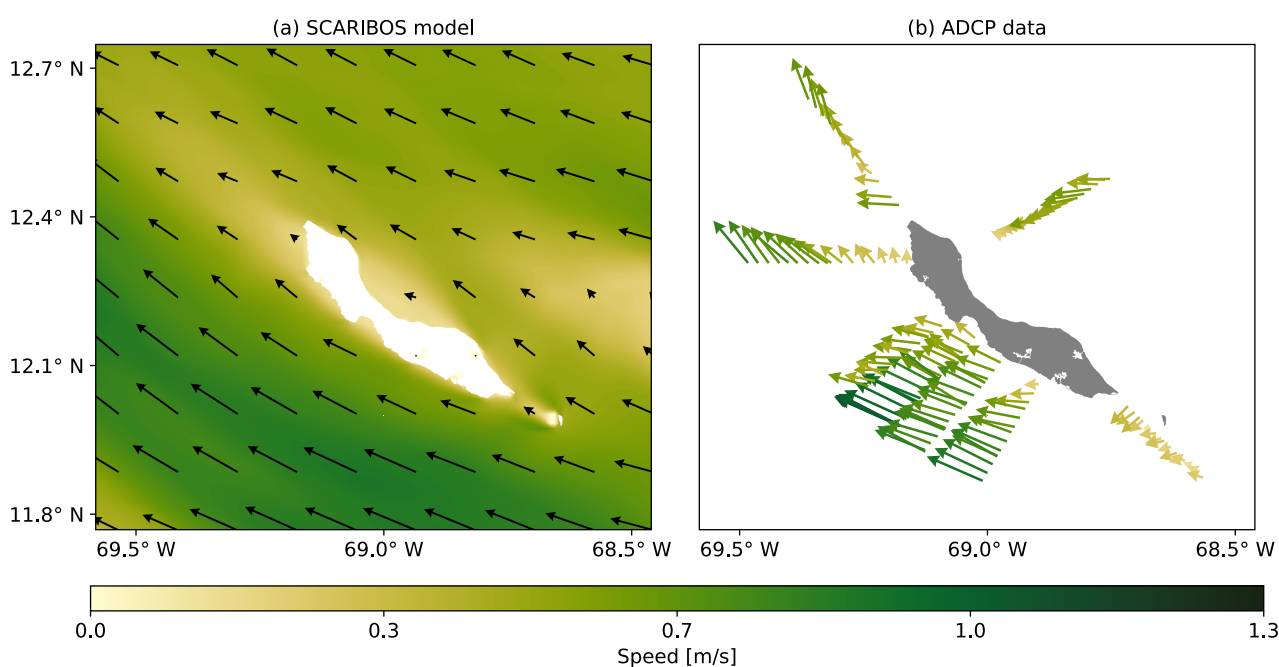 (a) SCARIBOS model
(b) ADCP data
12.7° N
12.4° N
12.1° N
11.8° N
69.5° W
69.0° W
68.5° W
69.5° W
69.0° W
68.5° W
0.0
0.3
0.7
1.0
1.3
Speed [m/s]